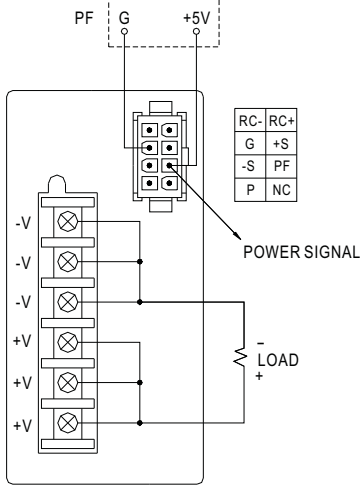 PF G +5V
RC- RC+
G +S
-S PF
P NC
POWER SIGNAL
-V
-V
-V
+V
+V
+V
-
LOAD
+